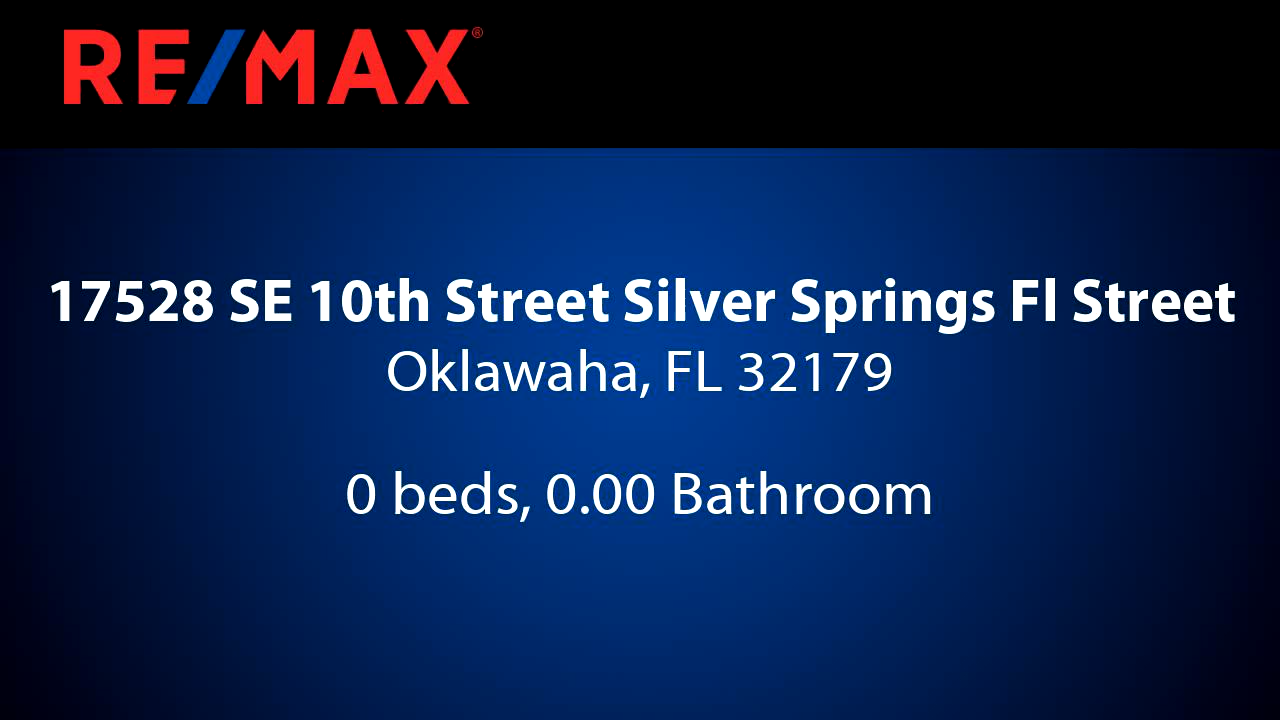 RE/MAX®
17528 SE 10th Street Silver Springs Fl Street
Oklawaha, FL 32179
0 beds, 0.00 Bathroom